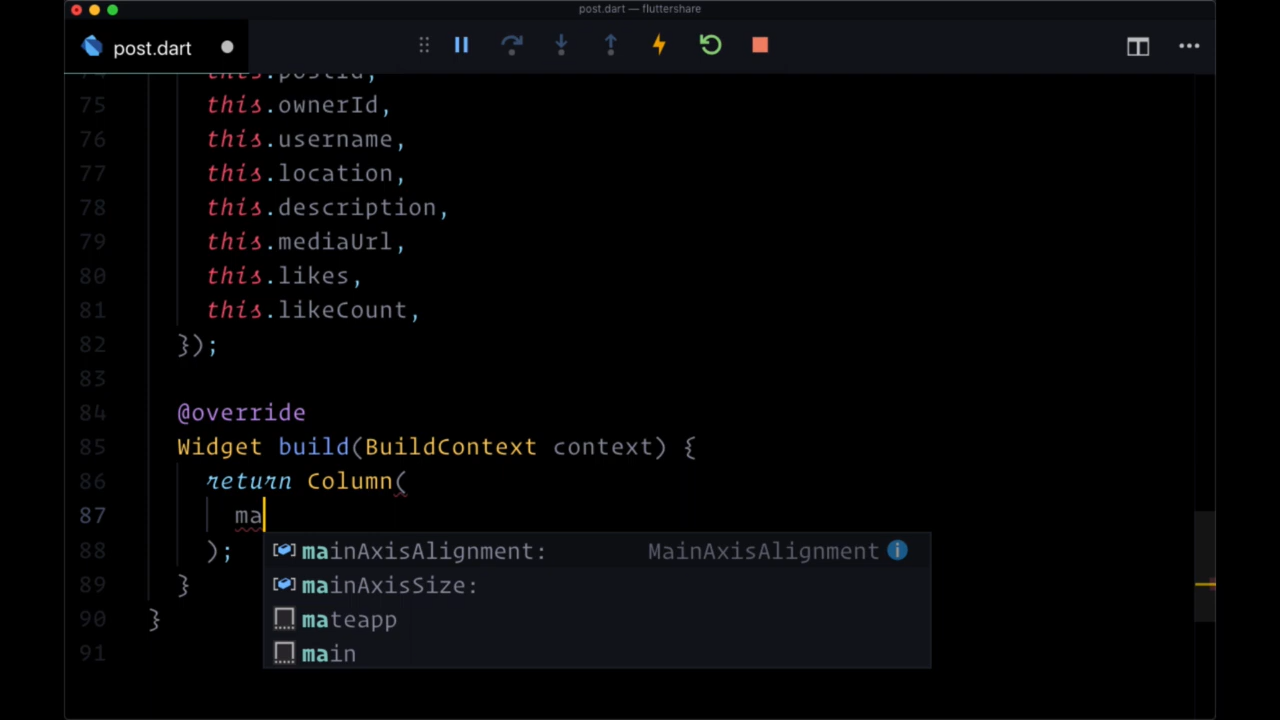 post.dart — fluttershare
post.dart
74 this.postId,
75 this.ownerId,
76 this.username,
77 this.location,
78 this.description,
79 this.mediaUrl,
80 this.likes,
81 this.likeCount,
82 });
83
84 @override
85 Widget build(BuildContext context) {
86 return Column(
87 ma
mainAxisAlignment: MainAxisAlignment
88 );
89 }
mainAxisSize:
90 }
mateapp
91
main